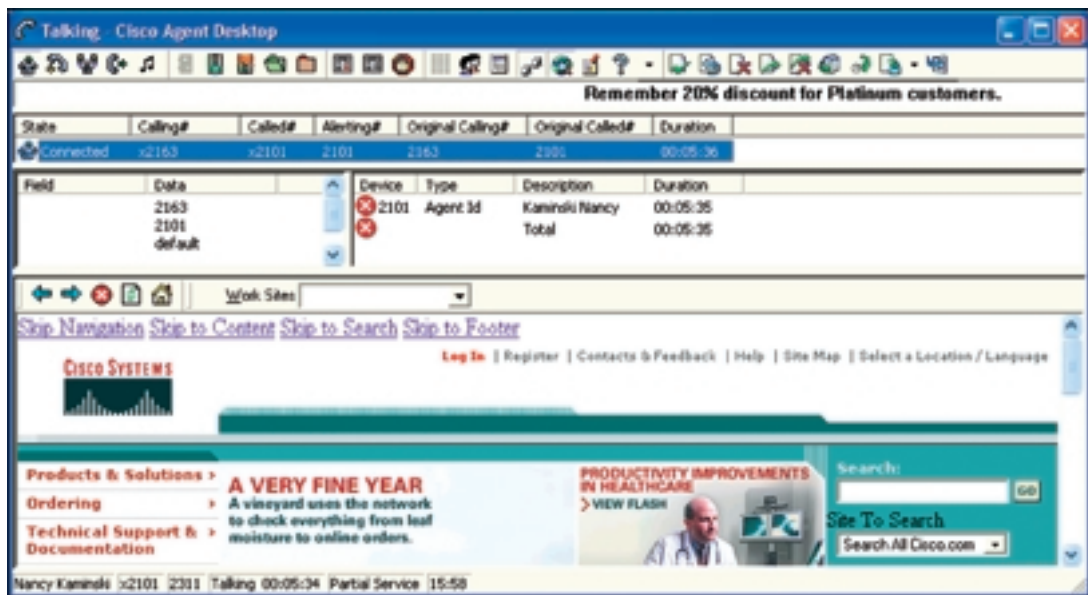 Talking - Cisco Agent Desktop
Remember 20% discount for Platinum customers.
State Calling# Called# Alerting# Original Calling# Original Called# Duration
Connected x2163 x2101 2101 2163 2101 00:05:36
Field Data Device Type Description Duration
2163 2101 Agent Id Kaminski Nancy 00:05:35
2101 Total 00:05:35
default
Work Sites
Skip Navigation Skip to Content Skip to Search Skip to Footer
Log In | Register | Contacts & Feedback | Help | Site Map | Select a Location / Language
CISCO SYSTEMS
Products & Solutions
Ordering
Technical Support &
Documentation
A VERY FINE YEAR
A vineyard uses the network
to check everything from leaf
moisture to online orders.
PRODUCTIVITY IMPROVEMENTS
IN HEALTHCARE
VIEW FLASH
Search:
GO
Site To Search
Search All Cisco.com
Nancy Kaminski x2101 2311 Talking 00:05:34 Partial Service 15:58